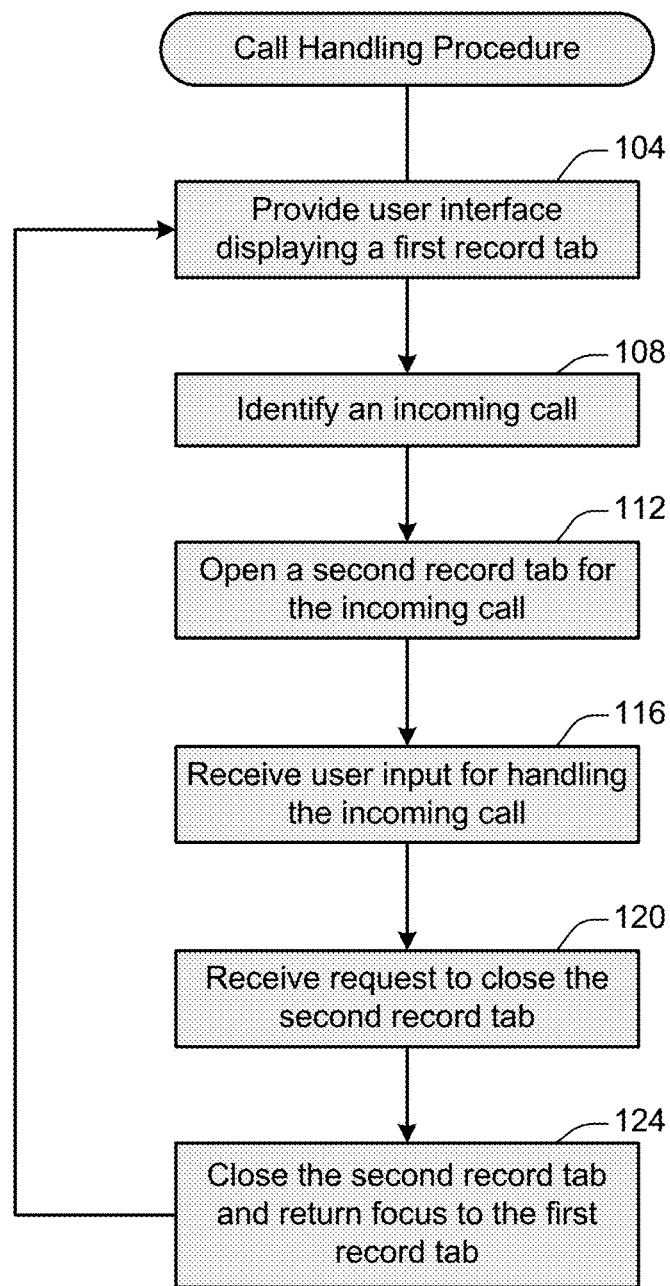 Call Handling Procedure
104
Provide user interface
displaying a first record tab
108
Identify an incoming call
112
Open a second record tab for
the incoming call
116
Receive user input for handling
the incoming call
120
Receive request to close the
second record tab
124
Close the second record tab
and return focus to the first
record tab